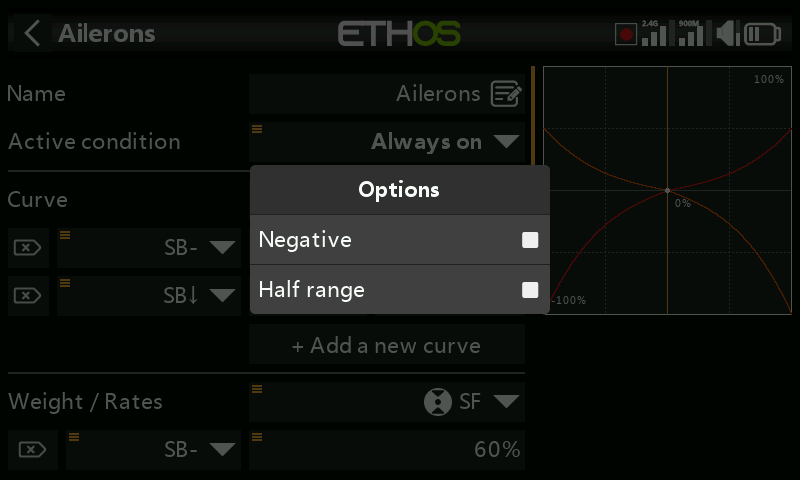 Ailerons
ETHOS
2.4G
900M
Name
Ailerons
Active condition
Always on
Options
Negative
Half range
Curve
SB-
SB↓
+ Add a new curve
Weight / Rates
SF
SB-
60%
100%
0%
-100%